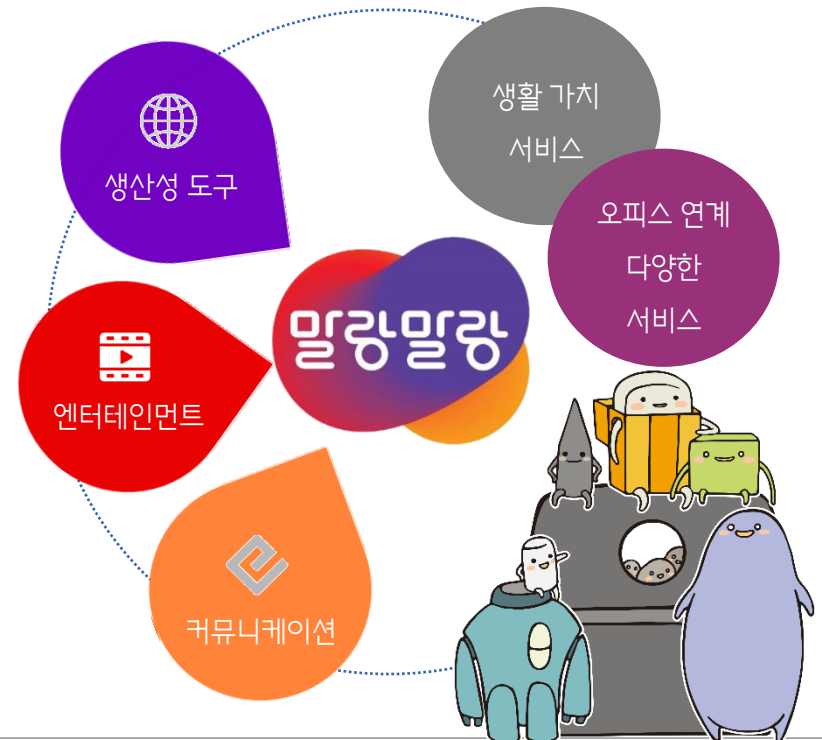 생산성 도구
생활 가치
서비스
오피스 연계
다양한
서비스
말랑말랑
엔터테인먼트
커뮤니케이션